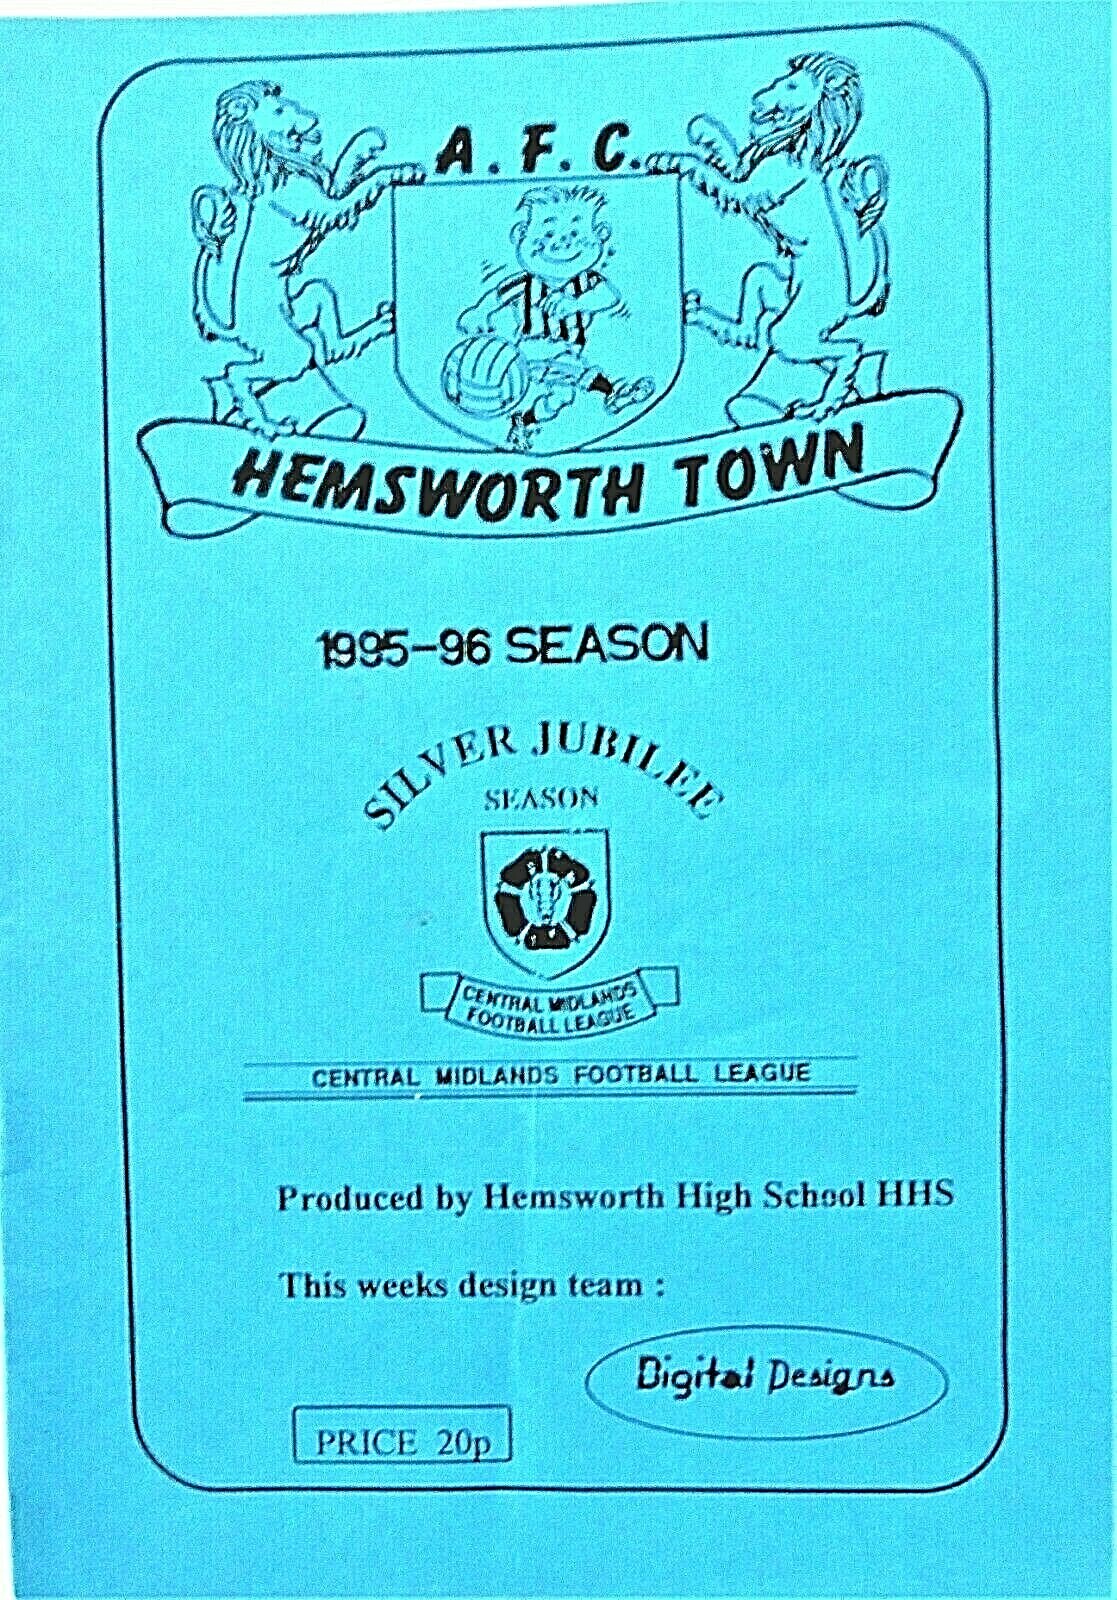 A. F. C.
HEMSWORTH TOWN
1995-96 SEASON
SILVER JUBILEE
SEASON
CENTRAL MIDLANDS
FOOTBALL LEAGUE
CENTRAL MIDLANDS FOOTBALL LEAGUE
Produced by Hemsworth High School HHS
This weeks design team :
Digital Designs
PRICE 20p